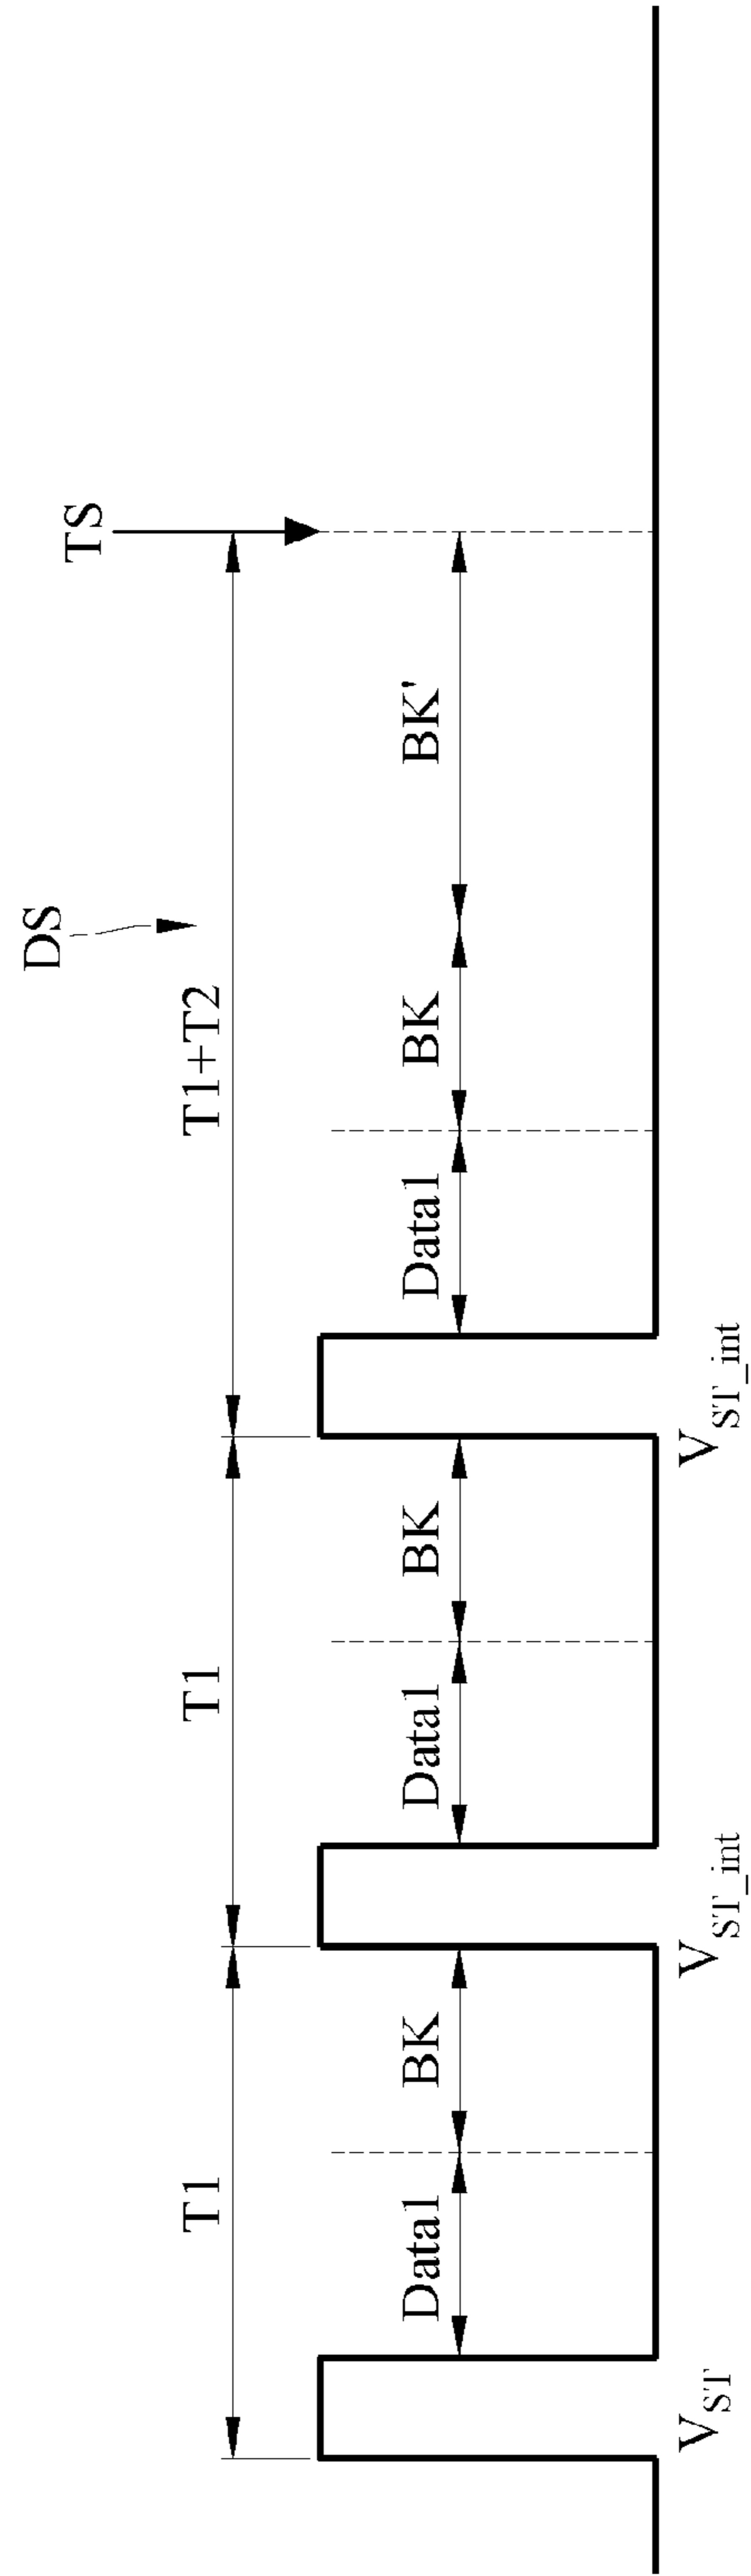 DS
TS
T1
T1
T1+T2
Data1
BK
Data1
BK
Data1
BK
BK'
V_ST
V_ST_int
V_ST_int